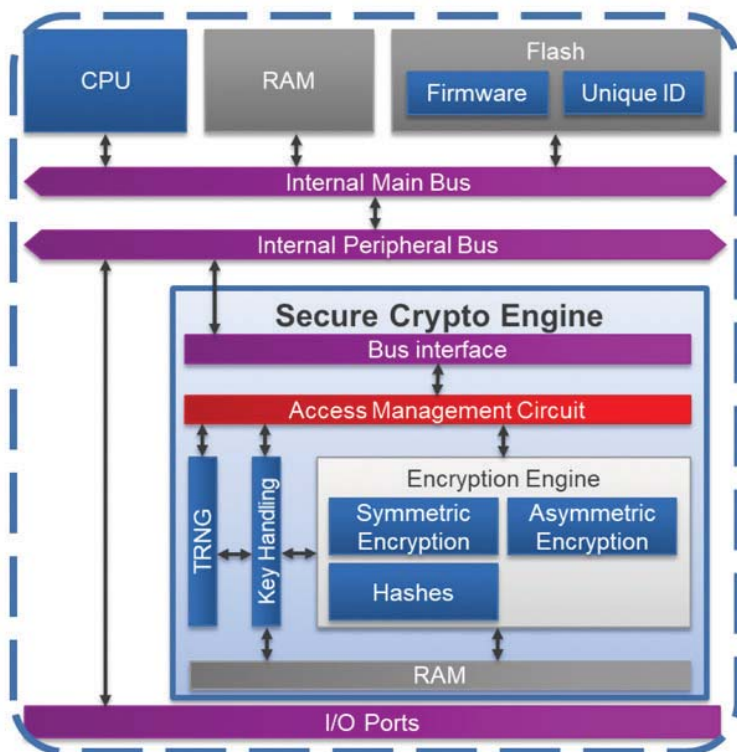 CPU
RAM
Flash
Firmware
Unique ID
Internal Main Bus
Internal Peripheral Bus
Secure Crypto Engine
Bus interface
Access Management Circuit
TRNG
Key Handling
Encryption Engine
Symmetric
Encryption
Asymmetric
Encryption
Hashes
RAM
I/O Ports